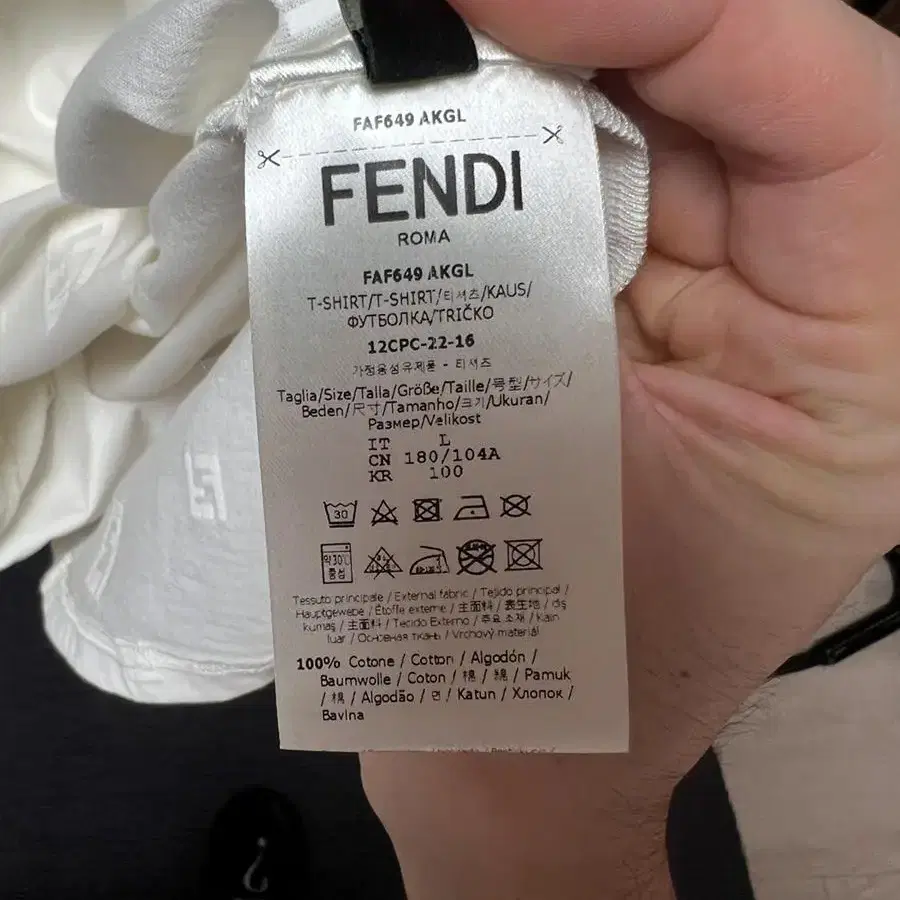 FAF649 AKGL
FENDI
ROMA
FAF649 AKGL
T-SHIRT/T-SHIRT/티셔츠/KAUS/
ФУТБОЛКА/TRIČKO
12CPC-22-16
가정용섬유제품 - 티셔츠
Taglia/Size/Talla/Größe/Taille/号型/サイズ/
Beden/尺寸/Tamanho/크기/Ukuran/
Размер/Velikost
IT L
CN 180/104A
KR 100
30
약30℃
중성
Tessuto principale / External fabric / Tejido principal /
Hauptgewebe / Étoffe externe / 主面料 / 表生地 / dış
kumaş / 主面料 / Tecido Externo / 주요 소재 / kain
luar / Основная ткань / Vrchový materiál
100% Cotone / Cotton / Algodón /
Baumwolle / Coton / 棉 / 綿 / Pamuk
/ 棉 / Algodão / 면 / Katun / Хлопок /
Bavlna